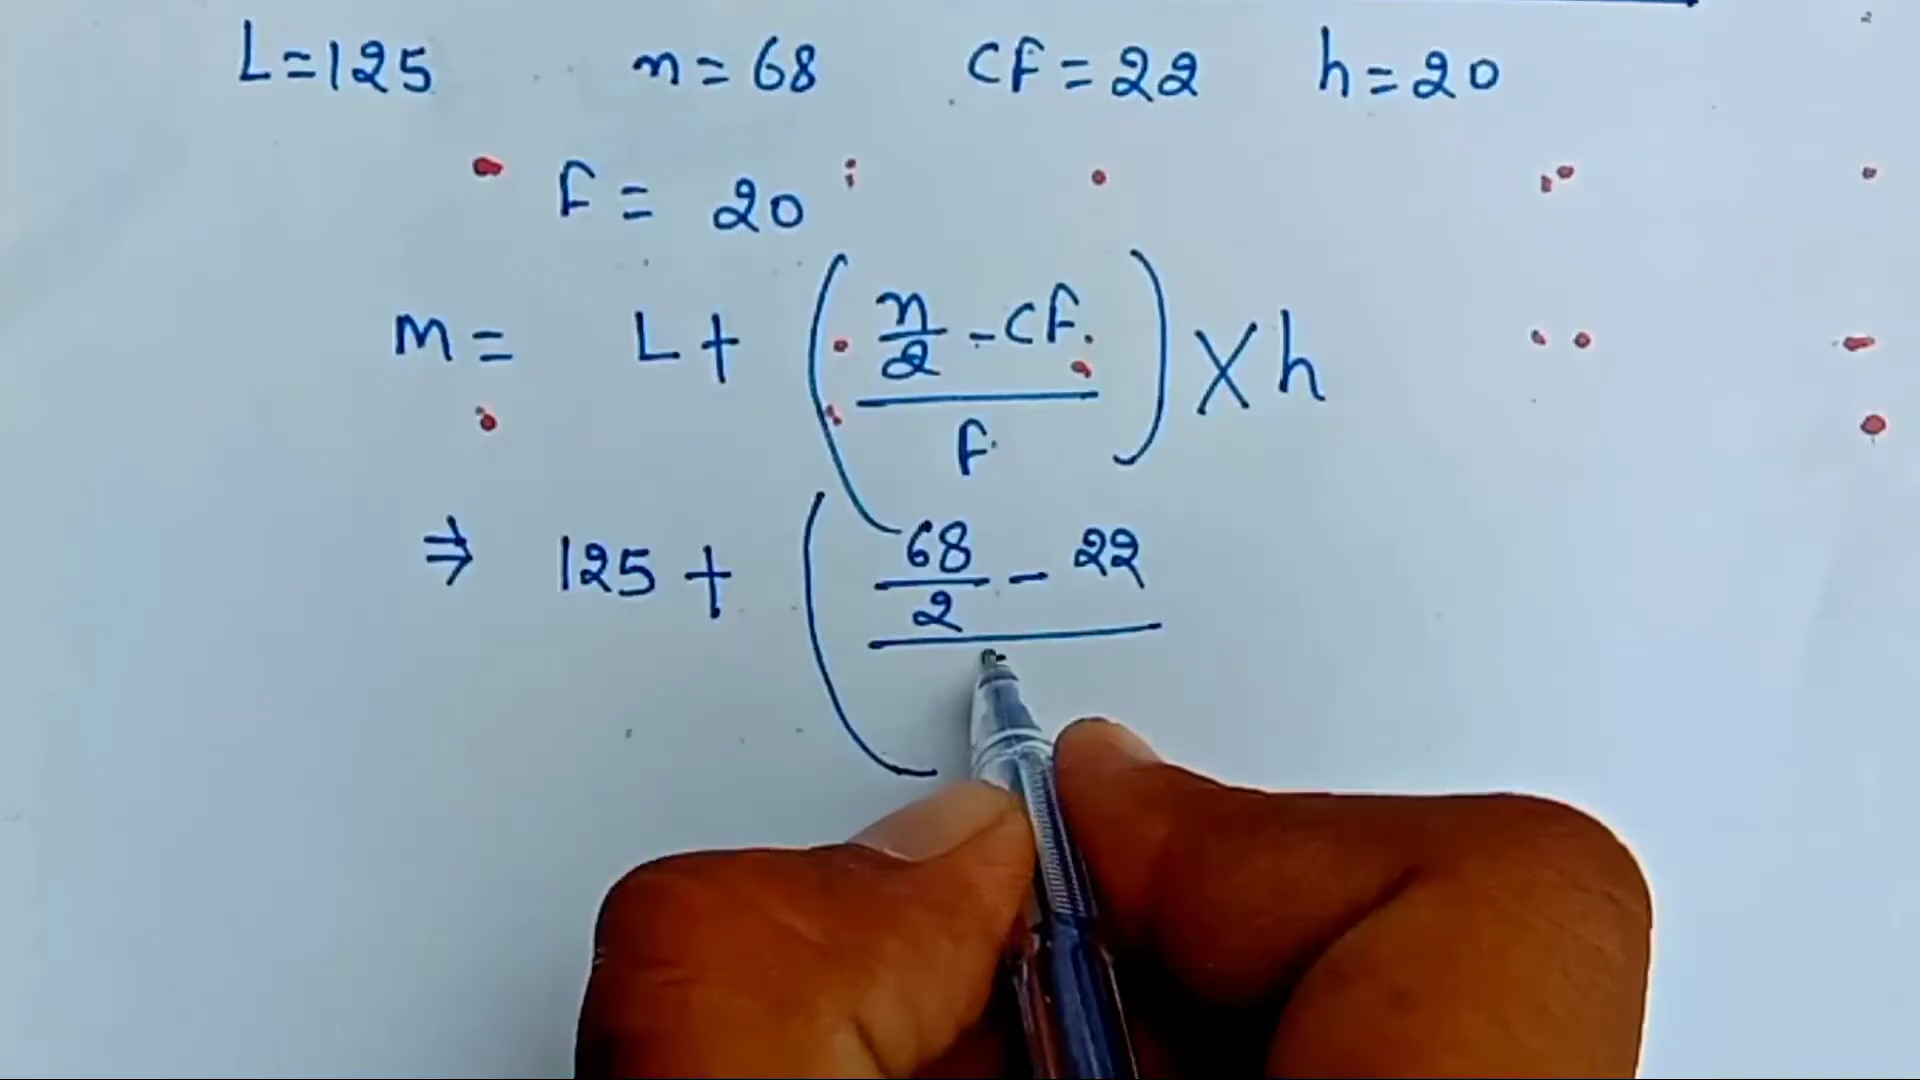 L=125 n=68 CF=22 h=20
F= 20
M= L+ (n/2 - CF / F) X h
⇒ 125 + (68/2 - 22